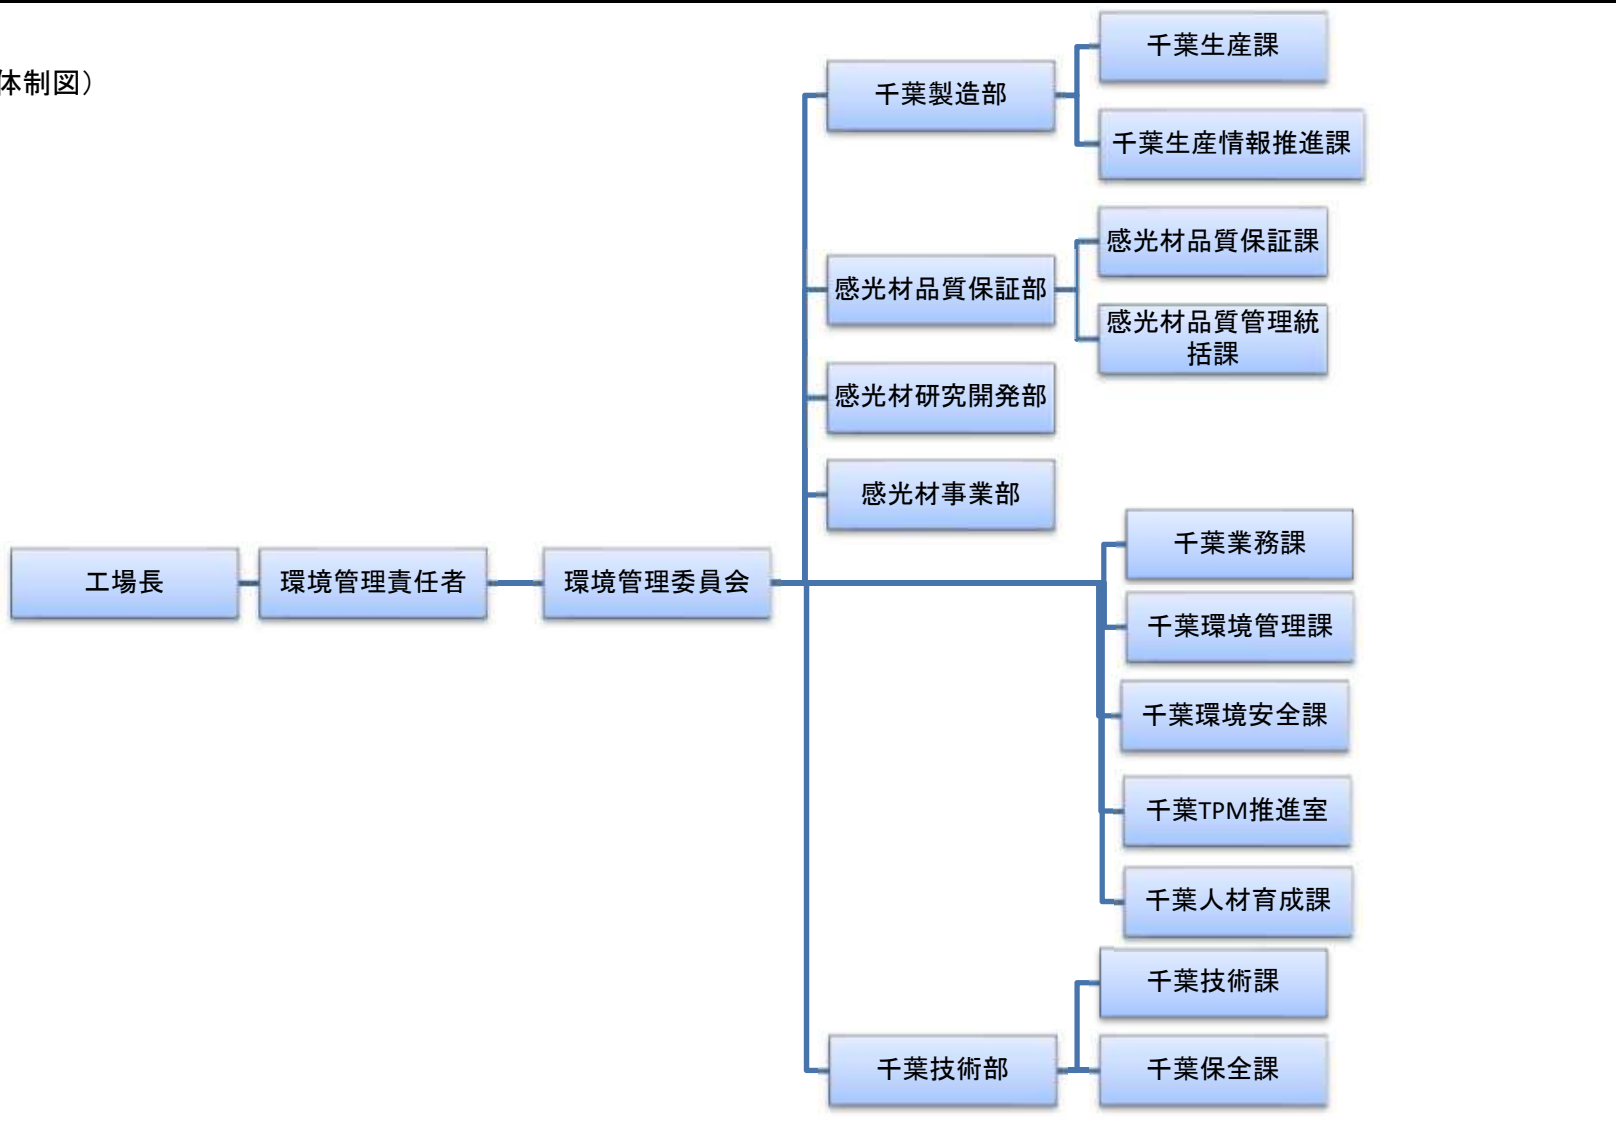 体制図）
千葉生産課
千葉製造部
千葉生産情報推進課
感光材品質保証課
感光材品質保証部
感光材品質管理統
括課
感光材研究開発部
感光材事業部
千葉業務課
工場長
環境管理責任者
環境管理委員会
千葉環境管理課
千葉環境安全課
千葉TPM推進室
千葉人材育成課
千葉技術課
千葉技術部
千葉保全課